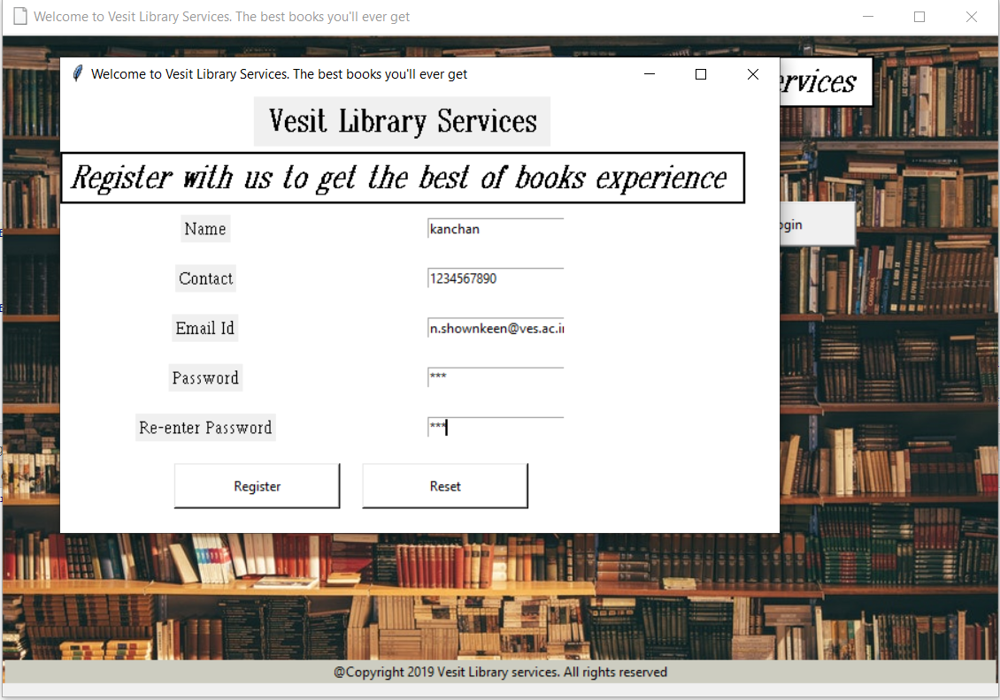 Welcome to Vesit Library Services. The best books you'll ever get
Welcome to Vesit Library Services. The best books you'll ever get
ervices
Vesit Library Services
Register with us to get the best of books experience
Name
kanchan
ogin
Contact
1234567890
Email Id
n.shownkeen@ves.ac.in
Password
***
Re-enter Password
***
Register
Reset
@Copyright 2019 Vesit Library services. All rights reserved